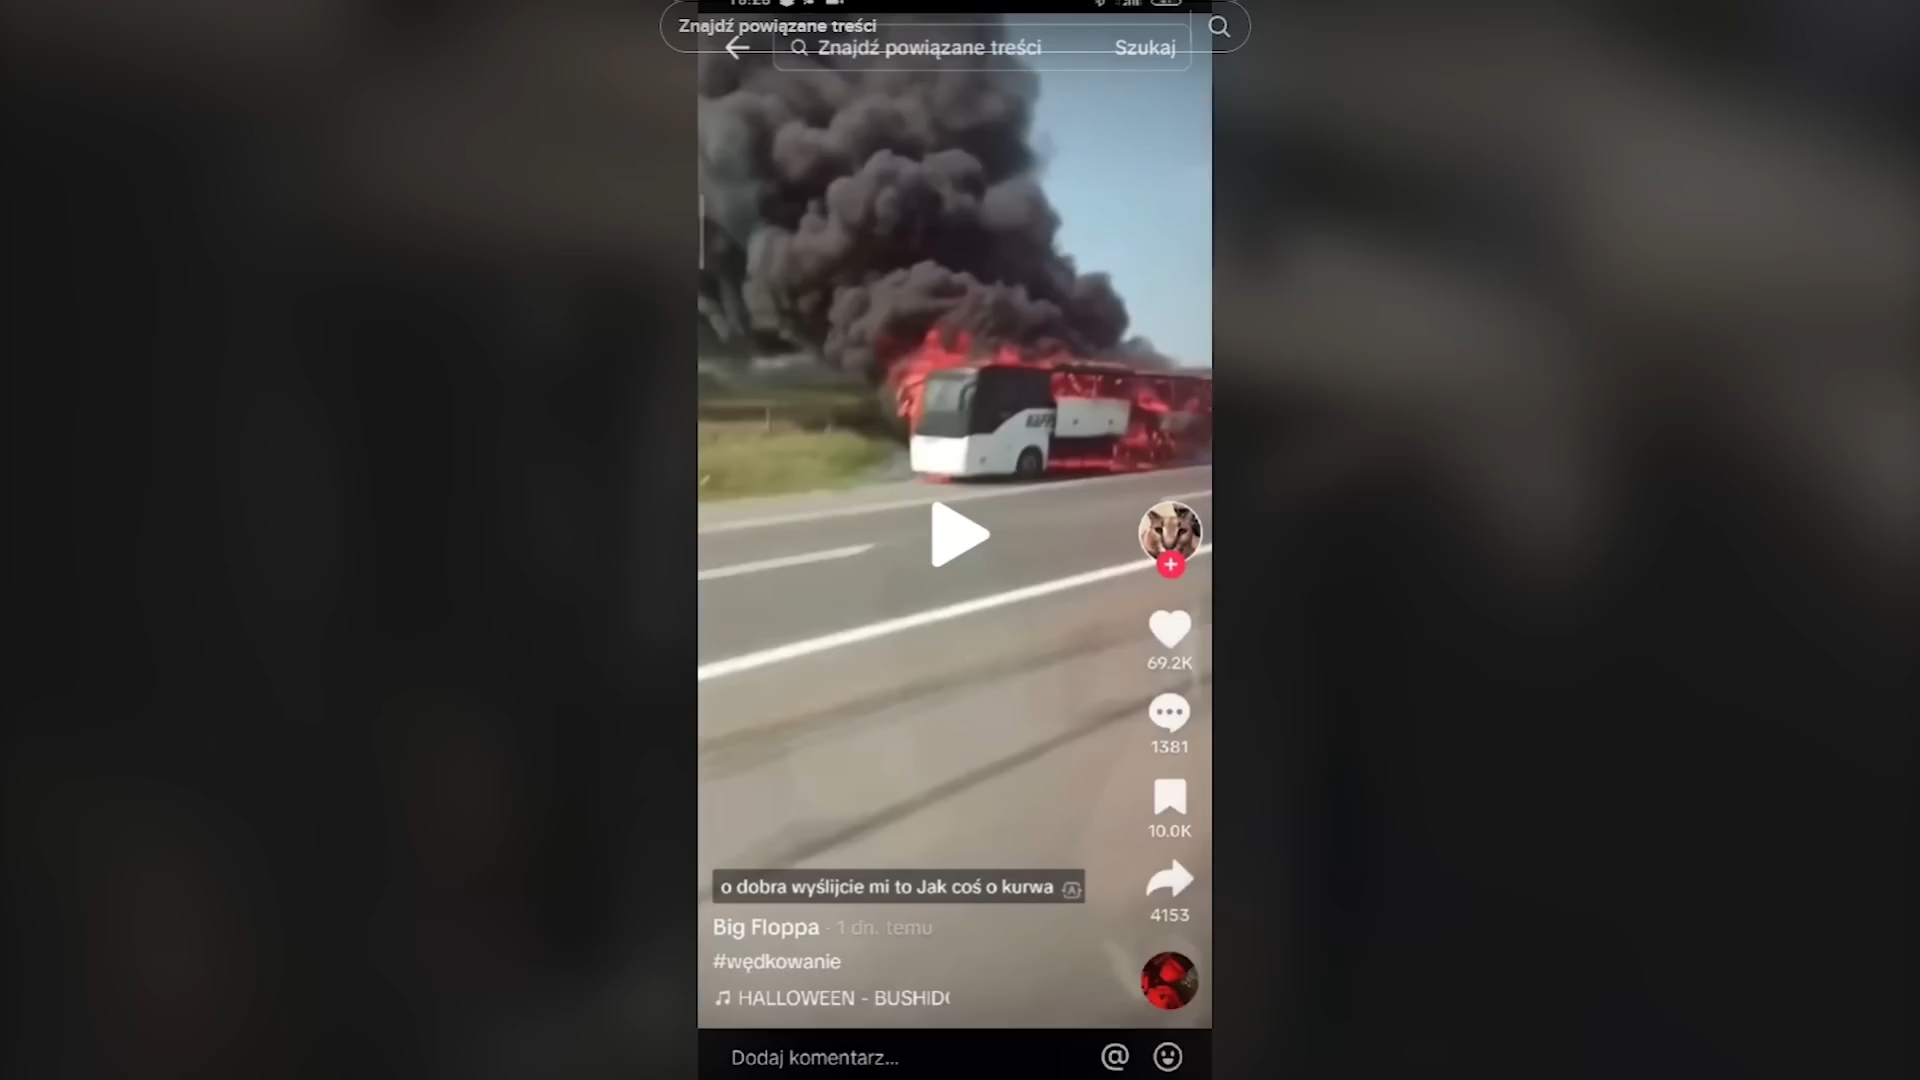 Znajdź powiązane treści
Znajdź powiązane treści Szukaj
69.2K
1381
10.0K
4153
o dobra wyślijcie mi to Jak coś o kurwa
Big Floppa · 1 dn. temu
#wędkowanie
HALLOWEEN - BUSHIDO
Dodaj komentarz... @